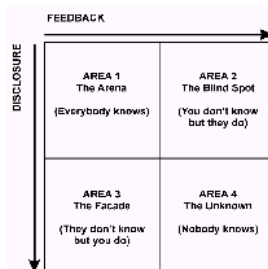 FEEDBACK
DISCLOSURE
AREA 1
The Arena
(Everybody knows)
AREA 2
The Blind Spot
(You don't know
but they do)
AREA 3
The Facade
(They don't know
but you do)
AREA 4
The Unknown
(Nobody knows)